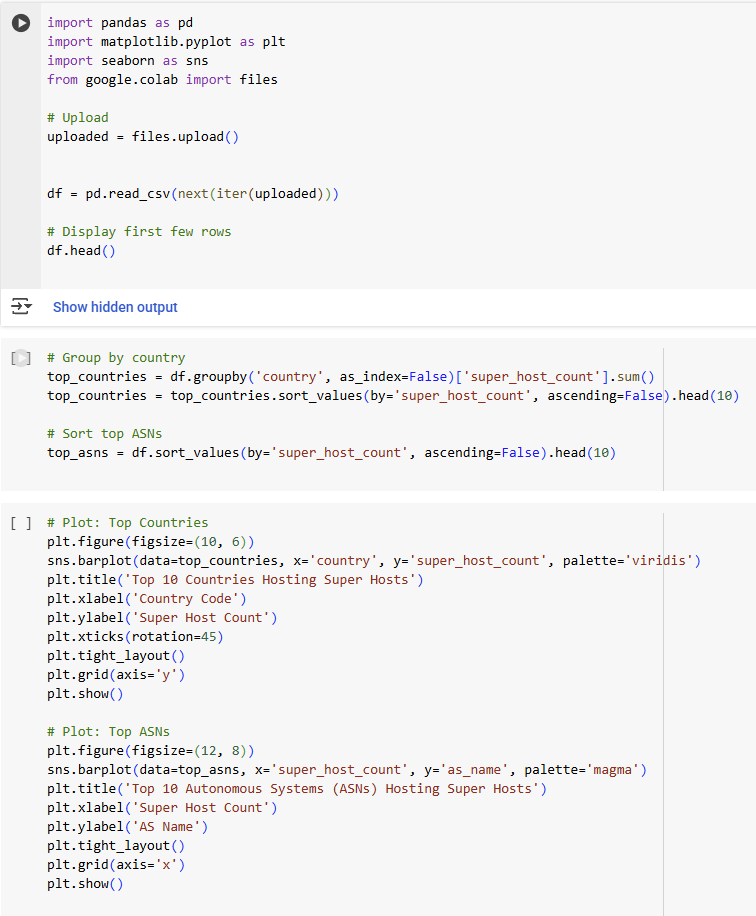 import pandas as pd
import matplotlib.pyplot as plt
import seaborn as sns
from google.colab import files
# Upload
uploaded = files.upload()
df = pd.read_csv(next(iter(uploaded)))
# Display first few rows
df.head()
Show hidden output
# Group by country
top_countries = df.groupby('country', as_index=False)['super_host_count'].sum()
top_countries = top_countries.sort_values(by='super_host_count', ascending=False).head(10)
# Sort top ASNs
top_asns = df.sort_values(by='super_host_count', ascending=False).head(10)
[ ] # Plot: Top Countries
plt.figure(figsize=(10, 6))
sns.barplot(data=top_countries, x='country', y='super_host_count', palette='viridis')
plt.title('Top 10 Countries Hosting Super Hosts')
plt.xlabel('Country Code')
plt.ylabel('Super Host Count')
plt.xticks(rotation=45)
plt.tight_layout()
plt.grid(axis='y')
plt.show()
# Plot: Top ASNs
plt.figure(figsize=(12, 8))
sns.barplot(data=top_asns, x='super_host_count', y='as_name', palette='magma')
plt.title('Top 10 Autonomous Systems (ASNs) Hosting Super Hosts')
plt.xlabel('Super Host Count')
plt.ylabel('AS Name')
plt.tight_layout()
plt.grid(axis='x')
plt.show()